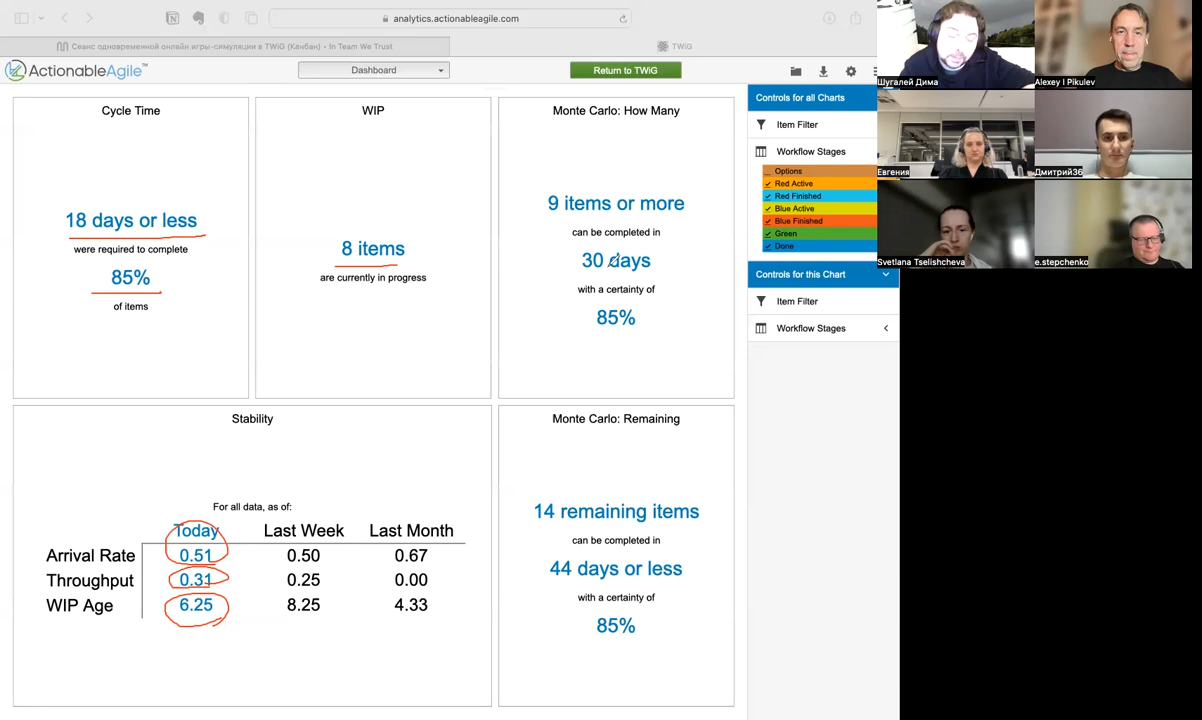 analytics.actionableagile.com
Сеанс одновременной онлайн игры-симуляции в TWiG (Канбан) • In Team We Trust
TWiG
ActionableAgile™
Dashboard
Return to TWiG
Cycle Time
18 days or less
were required to complete
85%
of items
WIP
8 items
are currently in progress
Monte Carlo: How Many
9 items or more
can be completed in
30 days
with a certainty of
85%
Stability
For all data, as of:
Today Last Week Last Month
Arrival Rate 0.51 0.50 0.67
Throughput 0.31 0.25 0.00
WIP Age 6.25 8.25 4.33
Monte Carlo: Remaining
14 remaining items
can be completed in
44 days or less
with a certainty of
85%
Controls for all Charts
Item Filter
Workflow Stages
Options
Red Active
Red Finished
Blue Active
Blue Finished
Green
Done
Controls for this Chart
Item Filter
Workflow Stages
Шугалей Дима
Alexey I Pikulev
Евгения
Дмитрий36
Svetlana Tselishcheva
e.stepchenko